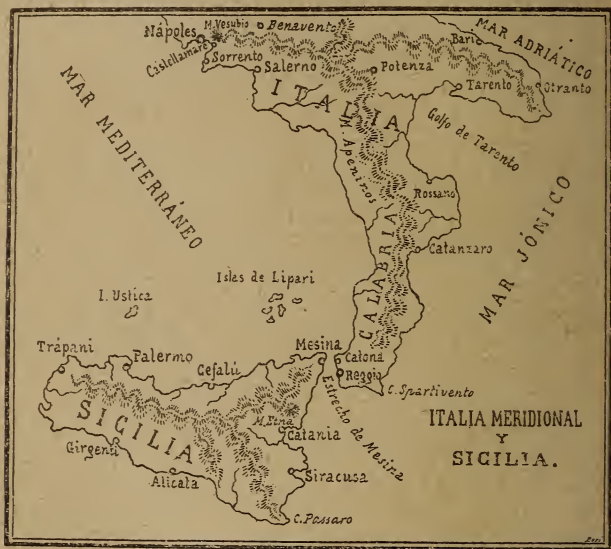 M. Vesubio
Benavento
Nápoles
Castellamare
Sorrento
Salerno
Potenza
Bari
MAR ADRIÁTICO
Otranto
Tarento
Golfo de Tarento
ITALIA
M. Apeninos
MAR MEDITERRÁNEO
Rossano
MAR JÓNICO
CALABRIA
Catanzaro
Islas de Lipari
I. Ustica
Trápani
Palermo
Cefalú
Mesina
Catona
Reggio
C. Spartivento
Estrecho de Mesina
M. Etna
SICILIA
Catania
Girgenti
Alicata
Siracusa
C. Passaro
ITALIA MERIDIONAL
Y
SICILIA.